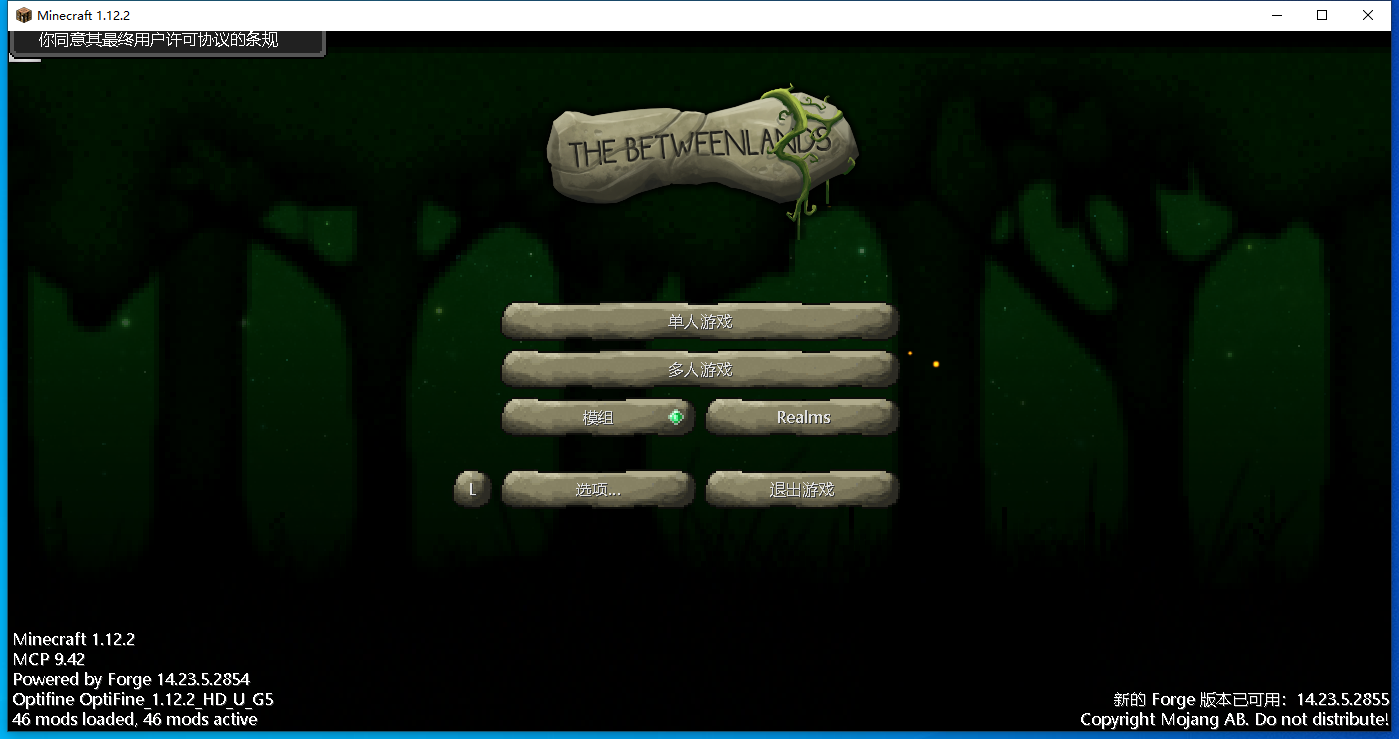 Minecraft 1.12.2
你同意其最终用户许可协议的条规
THE BETWEENLANDS
单人游戏
多人游戏
模组
Realms
L
选项...
退出游戏
Minecraft 1.12.2
MCP 9.42
Powered by Forge 14.23.5.2854
Optifine OptiFine_1.12.2_HD_U_G5
46 mods loaded, 46 mods active
新的 Forge 版本已可用：14.23.5.2855
Copyright Mojang AB. Do not distribute!